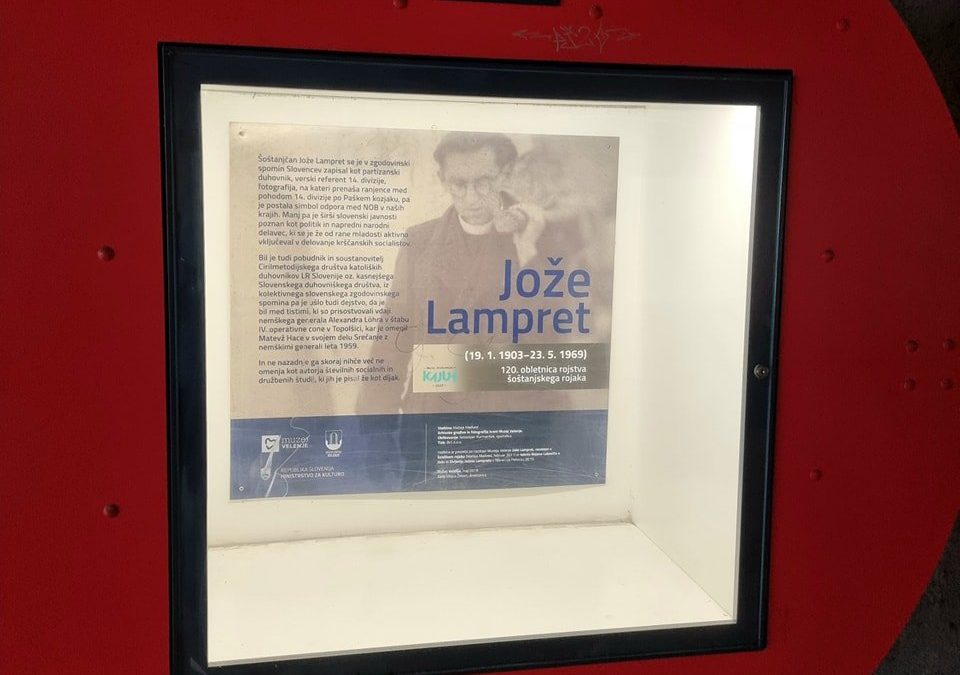 Šoštanjčan Jože Lampret se je v zgodovinski
spomin Slovencev zapisal kot partizanski
duhovnik, verski referent 14. divizije,
fotografija, na kateri prenaša ranjence med
pohodom 14. divizije po Paškem kozjaku, pa
je postala simbol odpora med NOB v naših
krajih. Manj pa je širši slovenski javnosti
poznan kot politik in napredni narodni
delavec, ki se je že od rane mladosti aktivno
vključeval v delovanje krščanskih socialistov.
Bil je tudi pobudnik in soustanovitelj
Cirilmetodijskega društva katoliških
duhovnikov LR Slovenije oz. kasnejšega
Slovenskega duhovniškega društva, iz
kolektivnega slovenskega zgodovinskega
spomina pa je ušlo tudi dejstvo, da je
bil med tistimi, ki so prisostvovali vdaji
nemškega generala Alexandra Löhra v štabu
IV. operativne cone v Topolšici, kar je omenil
Matevž Hace v svojem delu Srečanje z
nemškimi generali leta 1959.
In ne nazadnje ga skoraj nihče več ne
omenja kot avtorja številnih socialnih in
družbenih študij, ki jih je pisal že kot dijak.
Jože
Lampret
(19. 1. 1903–23. 5. 1969)
120. obletnica rojstva
šoštanjskega rojaka
KAJUH
muzej
VELENJE
REPUBLIKA SLOVENIJA
MINISTRSTVO ZA KULTURO